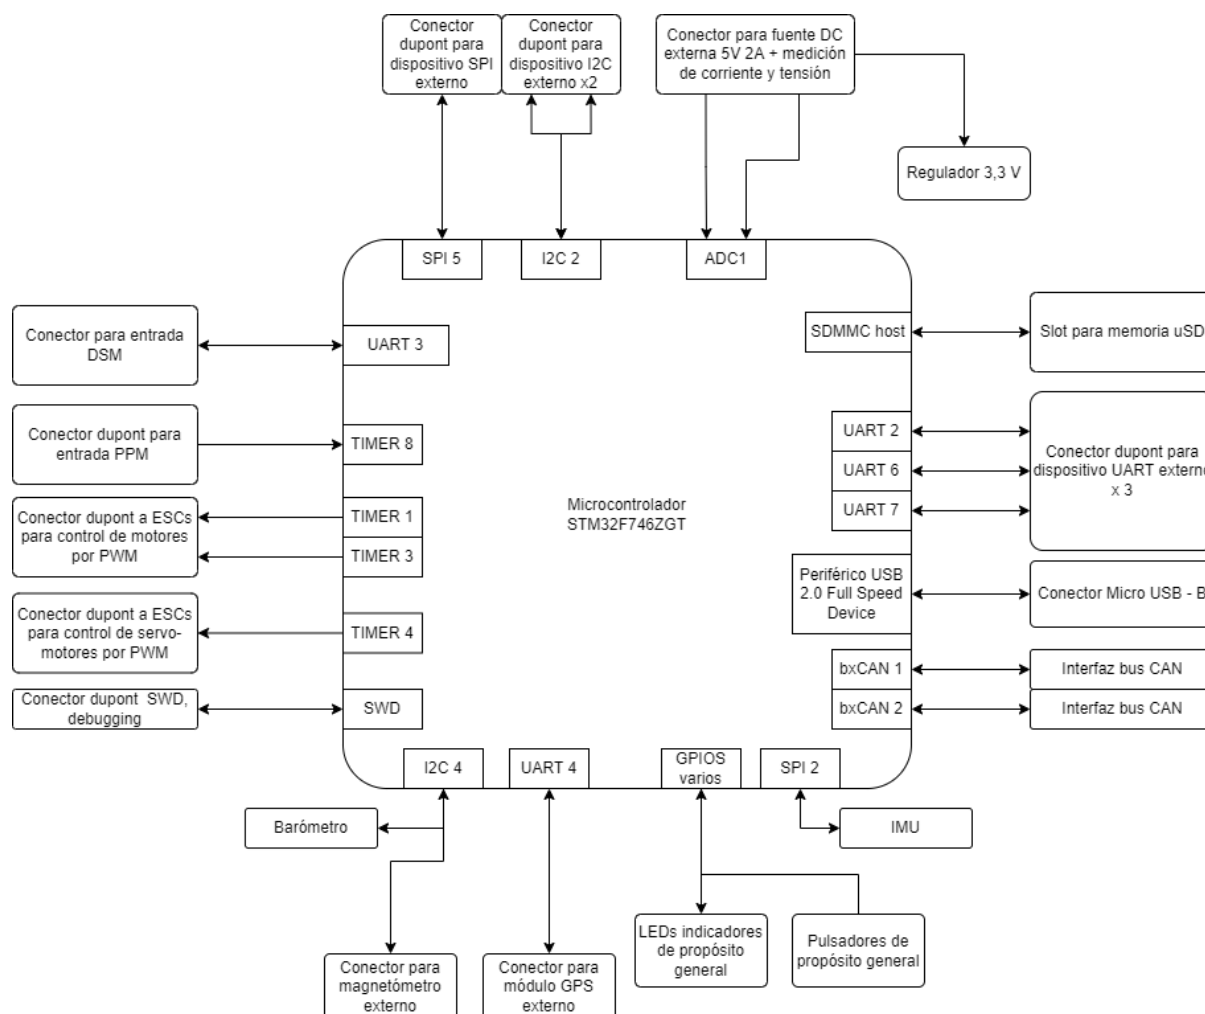 Conector
dupont para
dispositivo SPI
externo
Conector
dupont para
dispositivo I2C
externo x2
Conector para fuente DC
externa 5V 2A + medición
de corriente y tensión
Regulador 3,3 V
SPI 5
I2C 2
ADC1
Conector para entrada
DSM
UART 3
SDMMC host
Slot para memoria uSD
Conector dupont para
entrada PPM
TIMER 8
UART 2
UART 6
UART 7
Conector dupont para
dispositivo UART externo
x 3
Conector dupont a ESCs
para control de motores
por PWM
TIMER 1
TIMER 3
Microcontrolador
STM32F746ZGT
Periférico USB
2.0 Full Speed
Device
Conector Micro USB - B
Conector dupont a ESCs
para control de servo-
motores por PWM
TIMER 4
bxCAN 1
Interfaz bus CAN
Conector dupont SWD,
debugging
SWD
bxCAN 2
Interfaz bus CAN
I2C 4
UART 4
GPIOS
varios
SPI 2
Barómetro
IMU
LEDs indicadores
de propósito
general
Pulsadores de
propósito general
Conector para
magnetómetro
externo
Conector para
módulo GPS
externo